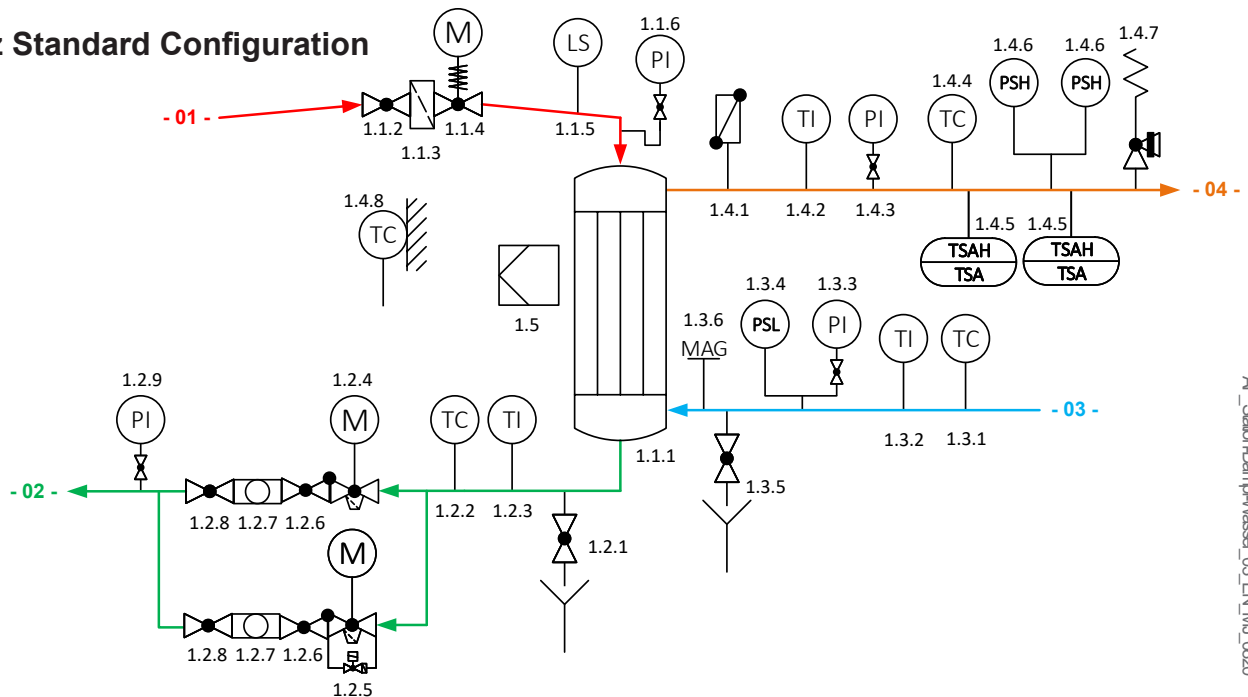 z Standard Configuration
M
LS
1.1.6
PI
- 01 -
1.1.2
1.1.4
1.1.3
1.1.5
1.4.6
1.4.6
1.4.7
PSH
PSH
1.4.4
TI
PI
TC
- 04 -
1.4.1
1.4.2
1.4.3
1.4.5
1.4.5
TSAH
TSA
TSAH
TSA
1.4.8
TC
1.5
1.3.4
1.3.3
1.3.6
PSL
PI
TI
TC
MAG
- 03 -
1.3.2
1.3.1
1.3.5
1.1.1
1.2.9
1.2.4
PI
M
TC
TI
- 02 -
1.2.8
1.2.7
1.2.6
1.2.2
1.2.3
1.2.1
M
1.2.8
1.2.7
1.2.6
1.2.5